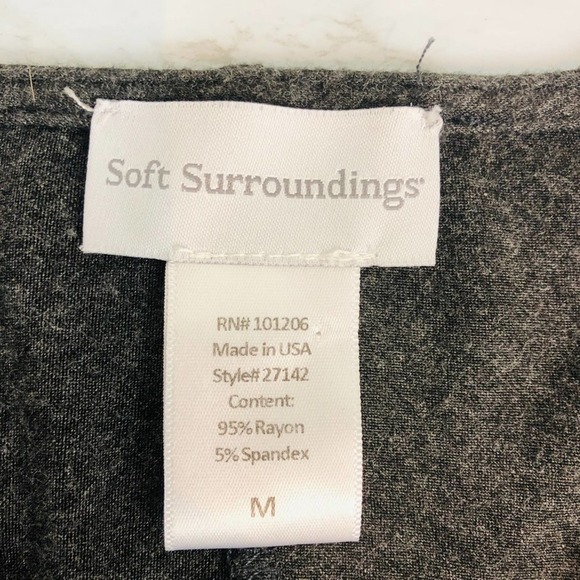 Soft Surroundings®
RN# 101206
Made in USA
Style# 27142
Content:
95% Rayon
5% Spandex
M